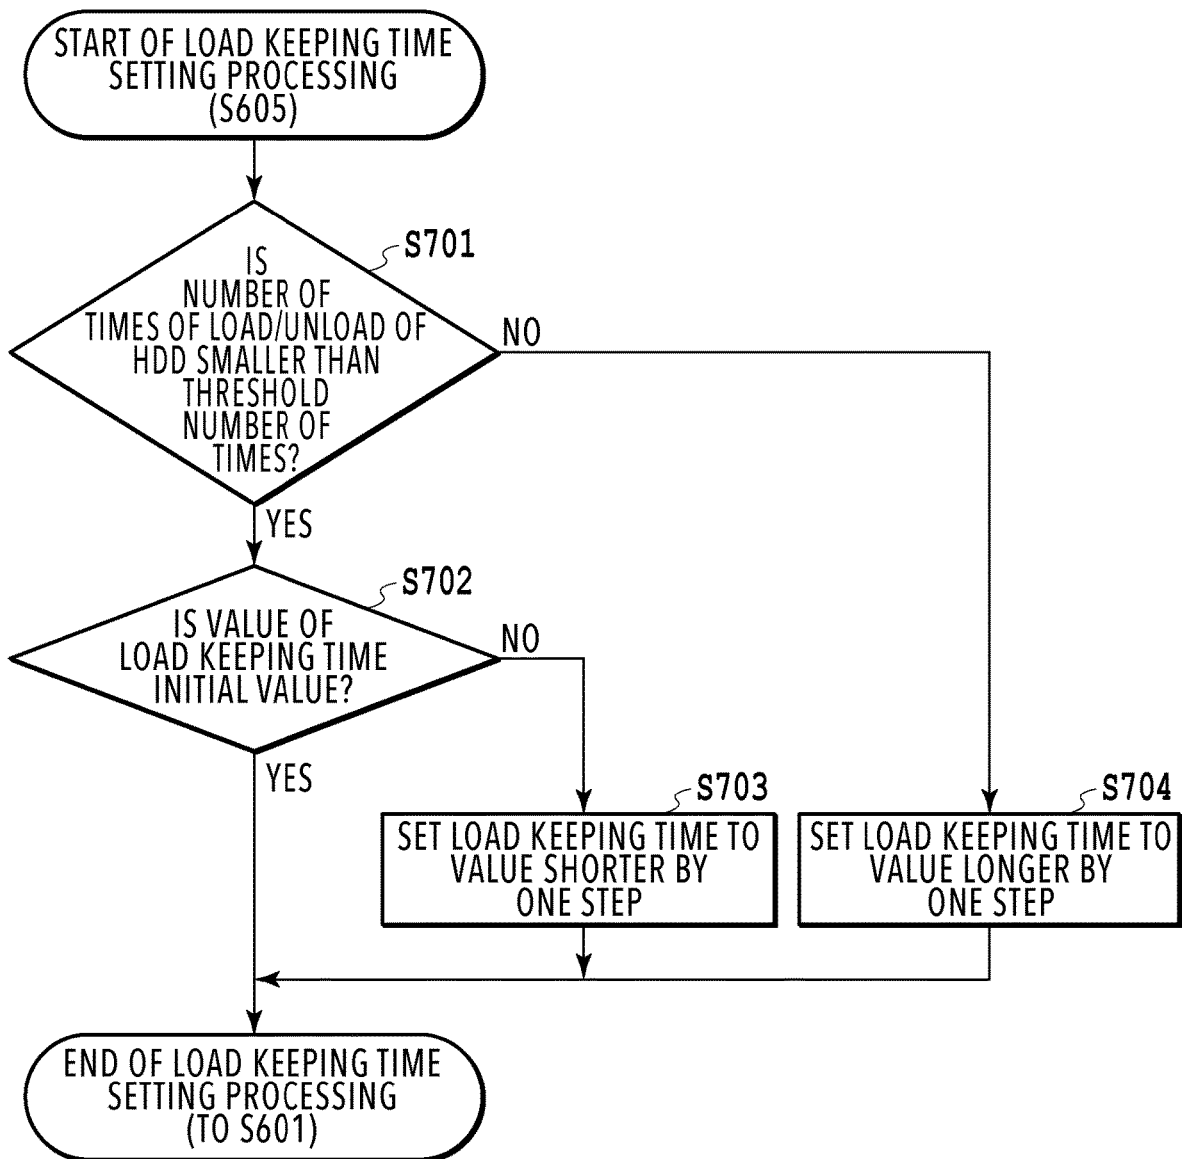 START OF LOAD KEEPING TIME
SETTING PROCESSING
(S605)
S701
IS
NUMBER OF
TIMES OF LOAD/UNLOAD OF
HDD SMALLER THAN
THRESHOLD
NUMBER OF
TIMES?
NO
YES
S702
IS VALUE OF
LOAD KEEPING TIME
INITIAL VALUE?
NO
YES
S703
SET LOAD KEEPING TIME TO
VALUE SHORTER BY
ONE STEP
S704
SET LOAD KEEPING TIME TO
VALUE LONGER BY
ONE STEP
END OF LOAD KEEPING TIME
SETTING PROCESSING
(TO S601)